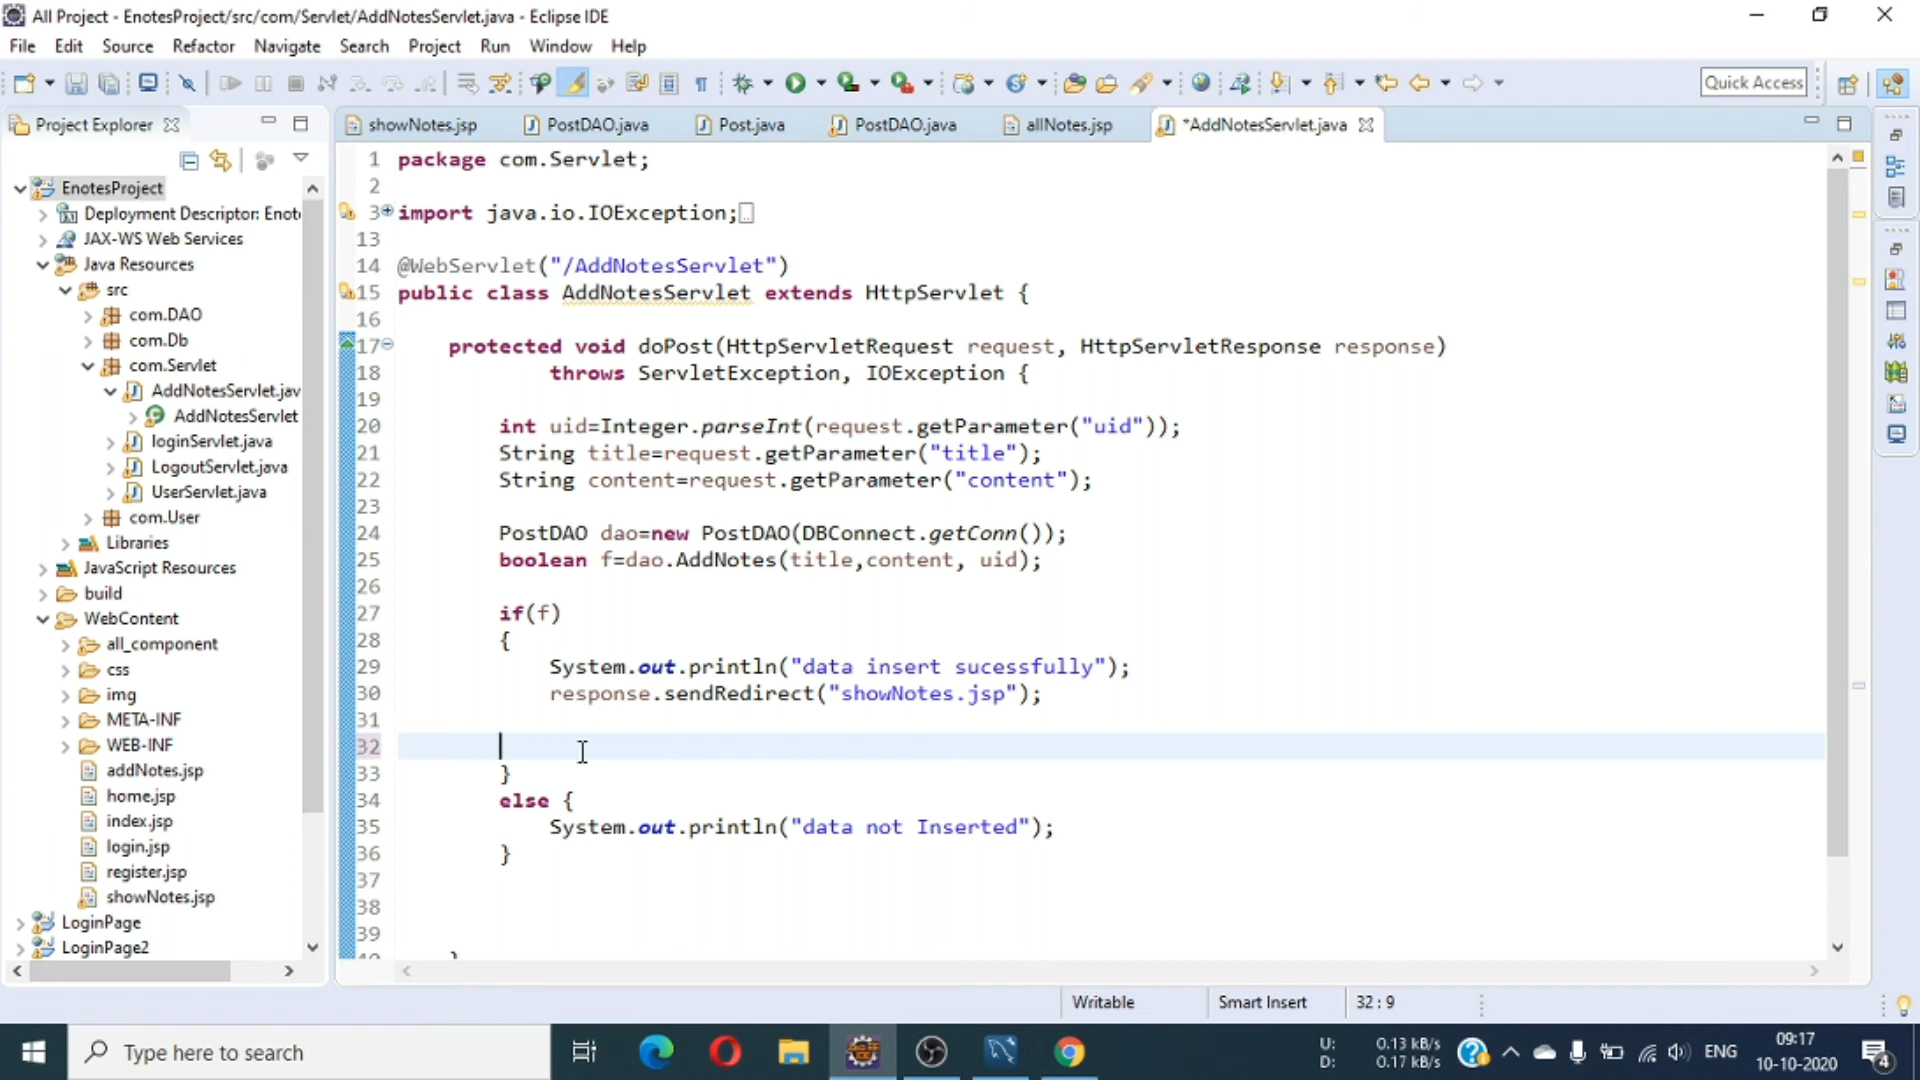 All Project - EnotesProject/src/com/Servlet/AddNotesServlet.java - Eclipse IDE
File Edit Source Refactor Navigate Search Project Run Window Help
Quick Access
Project Explorer
showNotes.jsp PostDAO.java Post.java PostDAO.java allNotes.jsp *AddNotesServlet.java
EnotesProject
Deployment Descriptor: Enot
JAX-WS Web Services
Java Resources
src
com.DAO
com.Db
com.Servlet
AddNotesServlet.jav
AddNotesServlet
loginServlet.java
LogoutServlet.java
UserServlet.java
com.User
Libraries
JavaScript Resources
build
WebContent
all_component
css
img
META-INF
WEB-INF
addNotes.jsp
home.jsp
index.jsp
login.jsp
register.jsp
showNotes.jsp
LoginPage
LoginPage2
1 package com.Servlet;
2
3 import java.io.IOException;
13
14 @WebServlet("/AddNotesServlet")
15 public class AddNotesServlet extends HttpServlet {
16
17 protected void doPost(HttpServletRequest request, HttpServletResponse response)
18 throws ServletException, IOException {
19
20 int uid=Integer.parseInt(request.getParameter("uid"));
21 String title=request.getParameter("title");
22 String content=request.getParameter("content");
23
24 PostDAO dao=new PostDAO(DBConnect.getConn());
25 boolean f=dao.AddNotes(title,content, uid);
26
27 if(f)
28 {
29 System.out.println("data insert sucessfully");
30 response.sendRedirect("showNotes.jsp");
31
32
33 }
34 else {
35 System.out.println("data not Inserted");
36 }
37
38
39
Writable Smart Insert 32 : 9
Type here to search
U: 0.13 kB/s
D: 0.17 kB/s
ENG
09:17
10-10-2020
4